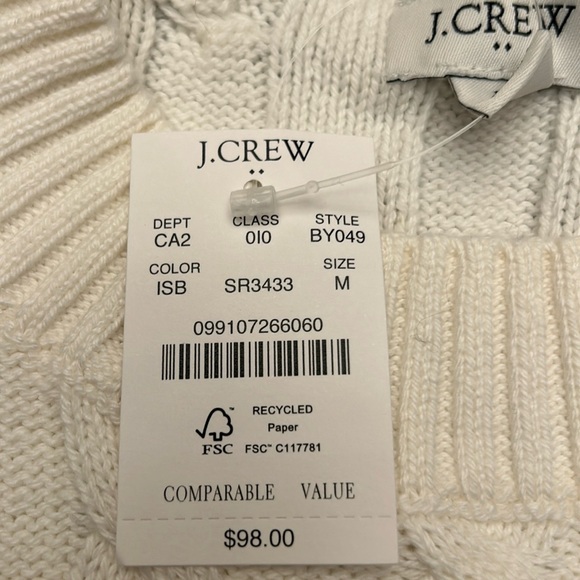 J.CREW
J.CREW
DEPT CLASS STYLE
CA2 0I0 BY049
COLOR SIZE
ISB SR3433 M
099107266060
RECYCLED
Paper
FSC FSC™ C117781
COMPARABLE VALUE
$98.00